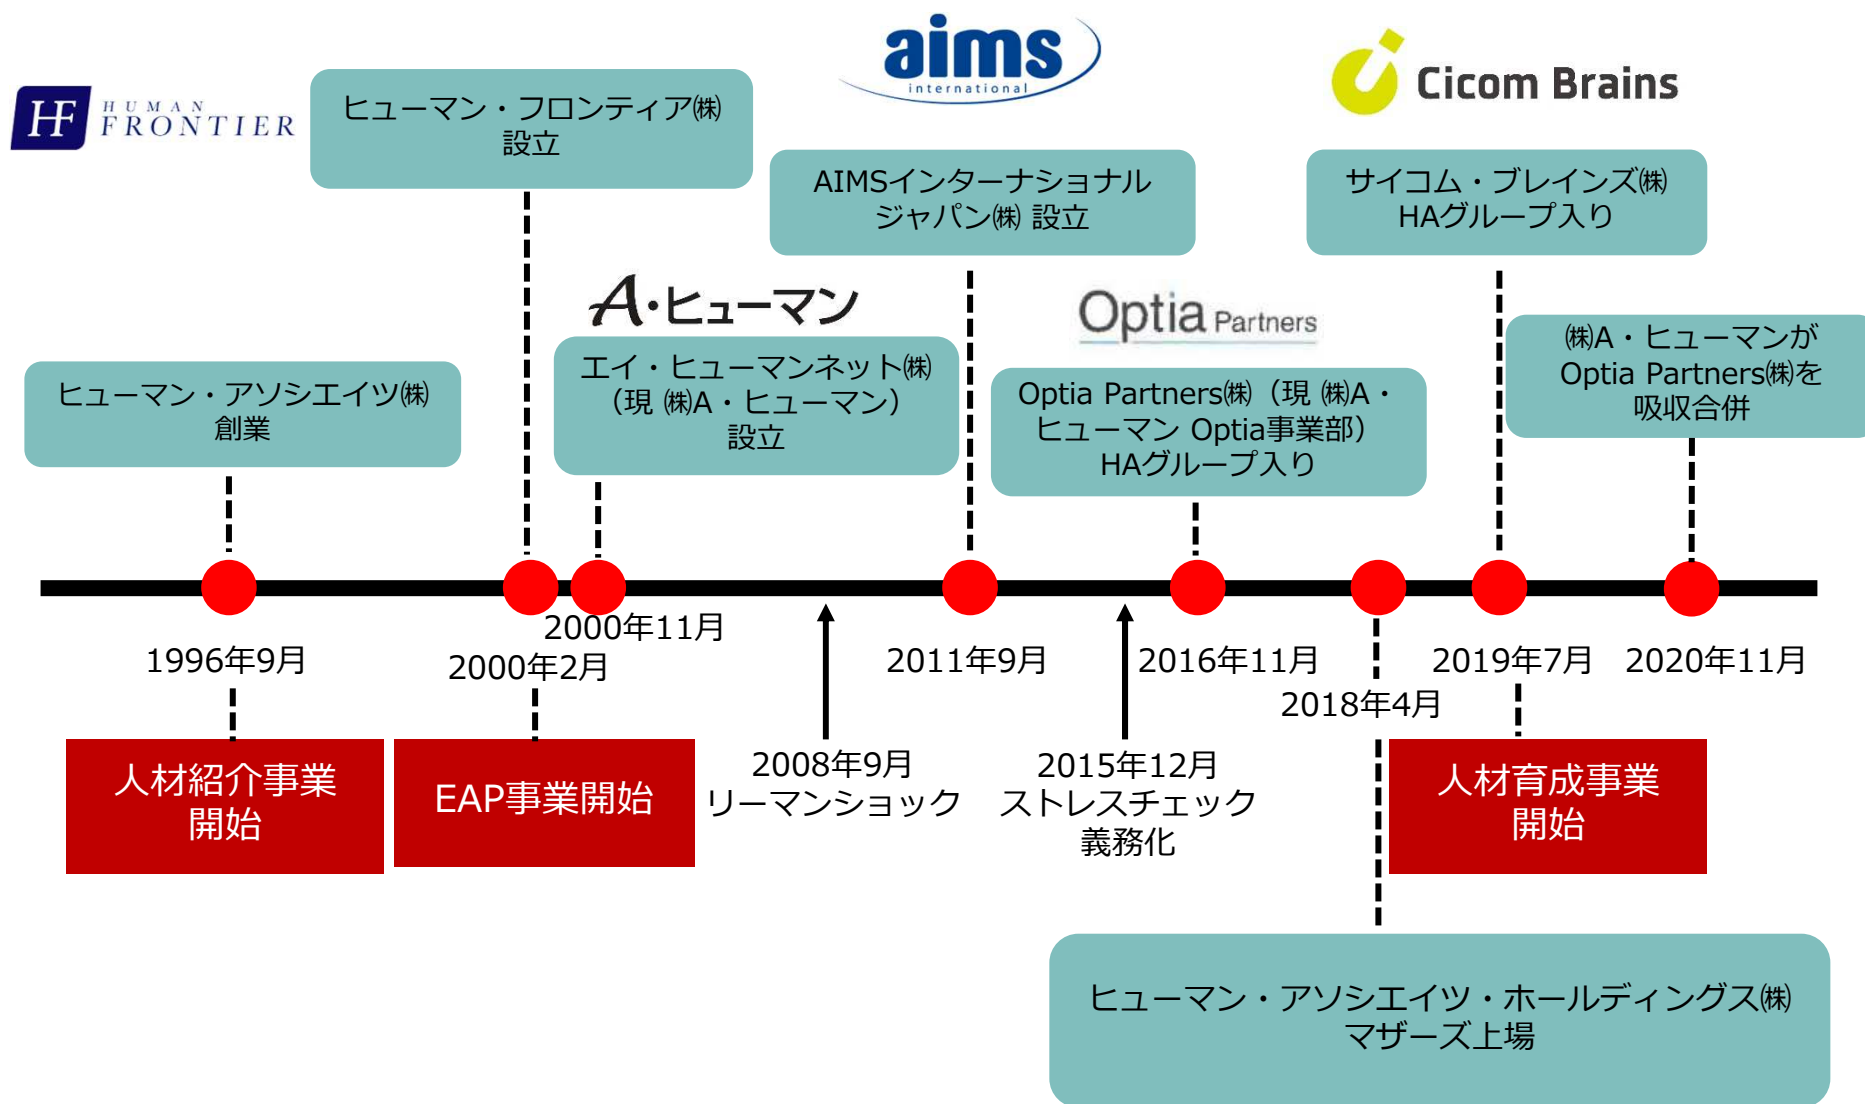 HF HUMAN
FRONTIER
ヒューマン・フロンティア㈱
設立
aims
international
Cicom Brains
AIMSインターナショナル
ジャパン㈱ 設立
サイコム・ブレインズ㈱
HAグループ入り
A・ヒューマン
Optia Partners
ヒューマン・アソシエイツ㈱
創業
エイ・ヒューマンネット㈱
（現 ㈱A・ヒューマン）
設立
Optia Partners㈱（現 ㈱A・
ヒューマン Optia事業部）
HAグループ入り
㈱A・ヒューマンが
Optia Partners㈱を
吸収合併
1996年9月
2000年2月
2000年11月
2011年9月
2016年11月
2018年4月
2019年7月
2020年11月
人材紹介事業
開始
EAP事業開始
2008年9月
リーマンショック
2015年12月
ストレスチェック
義務化
人材育成事業
開始
ヒューマン・アソシエイツ・ホールディングス㈱
マザーズ上場